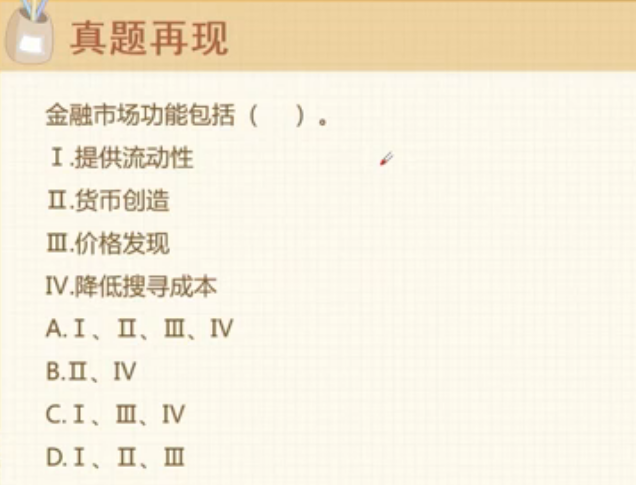 真题再现
金融市场功能包括（ ）。
Ⅰ.提供流动性
Ⅱ.货币创造
Ⅲ.价格发现
Ⅳ.降低搜寻成本
A.Ⅰ、Ⅱ、Ⅲ、Ⅳ
B.Ⅱ、Ⅳ
C.Ⅰ、Ⅲ、Ⅳ
D.Ⅰ、Ⅱ、Ⅲ